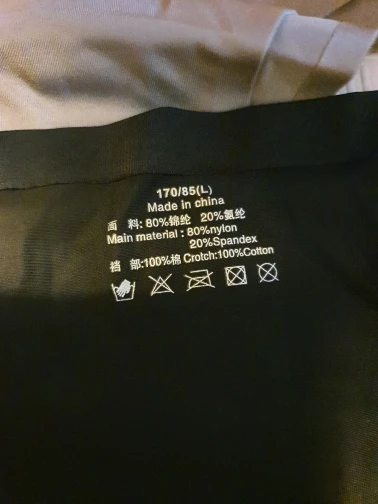 170/85(L)
Made in china
面 料: 80%锦纶 20%氨纶
Main material : 80%nylon
20%Spandex
裆 部:100%棉 Crotch:100%Cotton